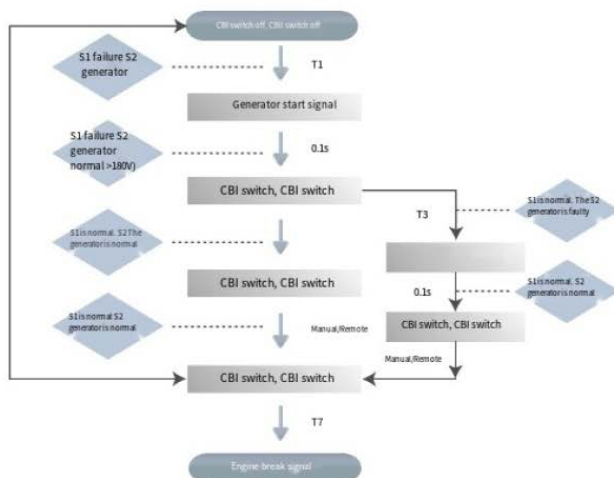 CBI switch off, CBI switch off
S1 failure S2
generator
T1
Generator start signal
S1 failure S2
generator
normal >180V)
0.1s
CBI switch, CBI switch
S1 is normal. The S2
generator is faulty
T3
S1 is normal. S2 The
generator is normal
0.1s
S1 is normal. S2
generator is normal
CBI switch, CBI switch
CBI switch, CBI switch
S1 is normal S2
generator is normal
Manual/Remote
Manual/Remote
CBI switch, CBI switch
T7
Engine break signal